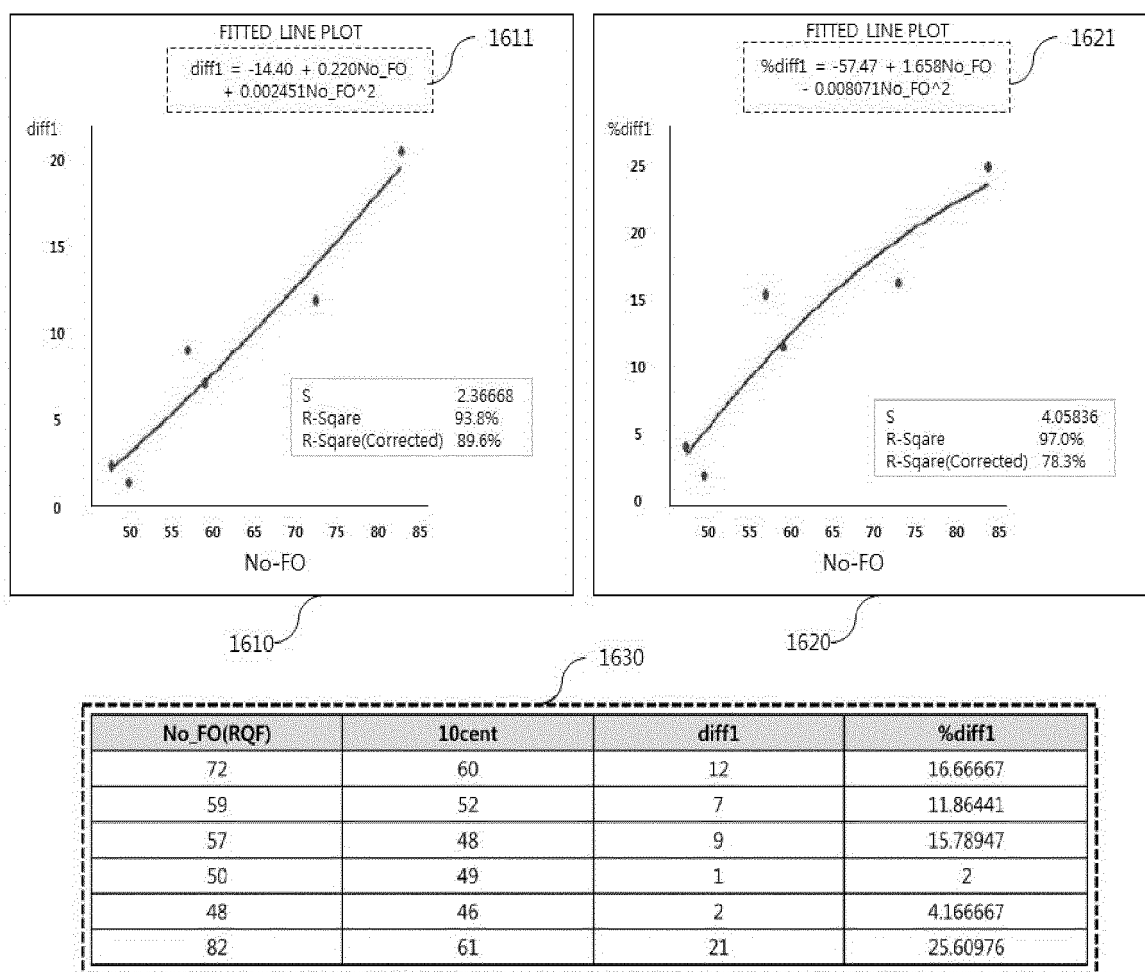 FITTED LINE PLOT
1611
diff1 = -14.40 + 0.220No_FO
+ 0.002451No_FO^2
diff1
20
15
10
5
0
S 2.36668
R-Sqare 93.8%
R-Sqare(Corrected) 89.6%
50 55 60 65 70 75 80 85
No-FO
1610
FITTED LINE PLOT
1621
%diff1 = -57.47 + 1.658No_FO
- 0.008071No_FO^2
%diff1
25
20
15
10
5
0
S 4.05836
R-Sqare 97.0%
R-Sqare(Corrected) 78.3%
50 55 60 65 70 75 80 85
No-FO
1620
1630
No_FO(RQF) 10cent diff1 %diff1
72 60 12 16.66667
59 52 7 11.86441
57 48 9 15.78947
50 49 1 2
48 46 2 4.166667
82 61 21 25.60976